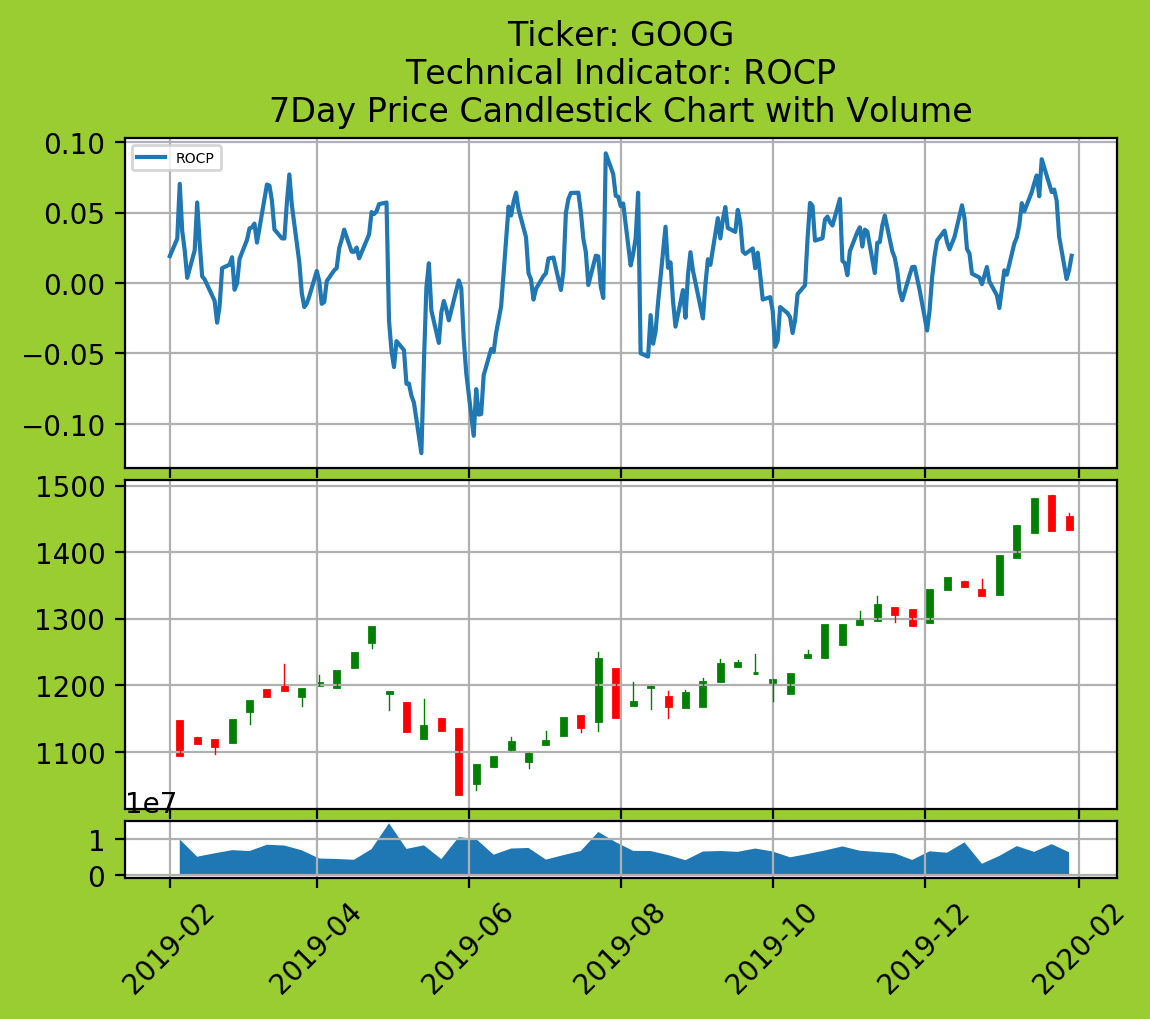 Ticker: GOOG
Technical Indicator: ROCP
7Day Price Candlestick Chart with Volume
0.10
ROCP
0.05
0.00
−0.05
−0.10
1500
1400
1300
1200
1100
1e7
1
0
2019-02 2019-04 2019-06 2019-08 2019-10 2019-12 2020-02